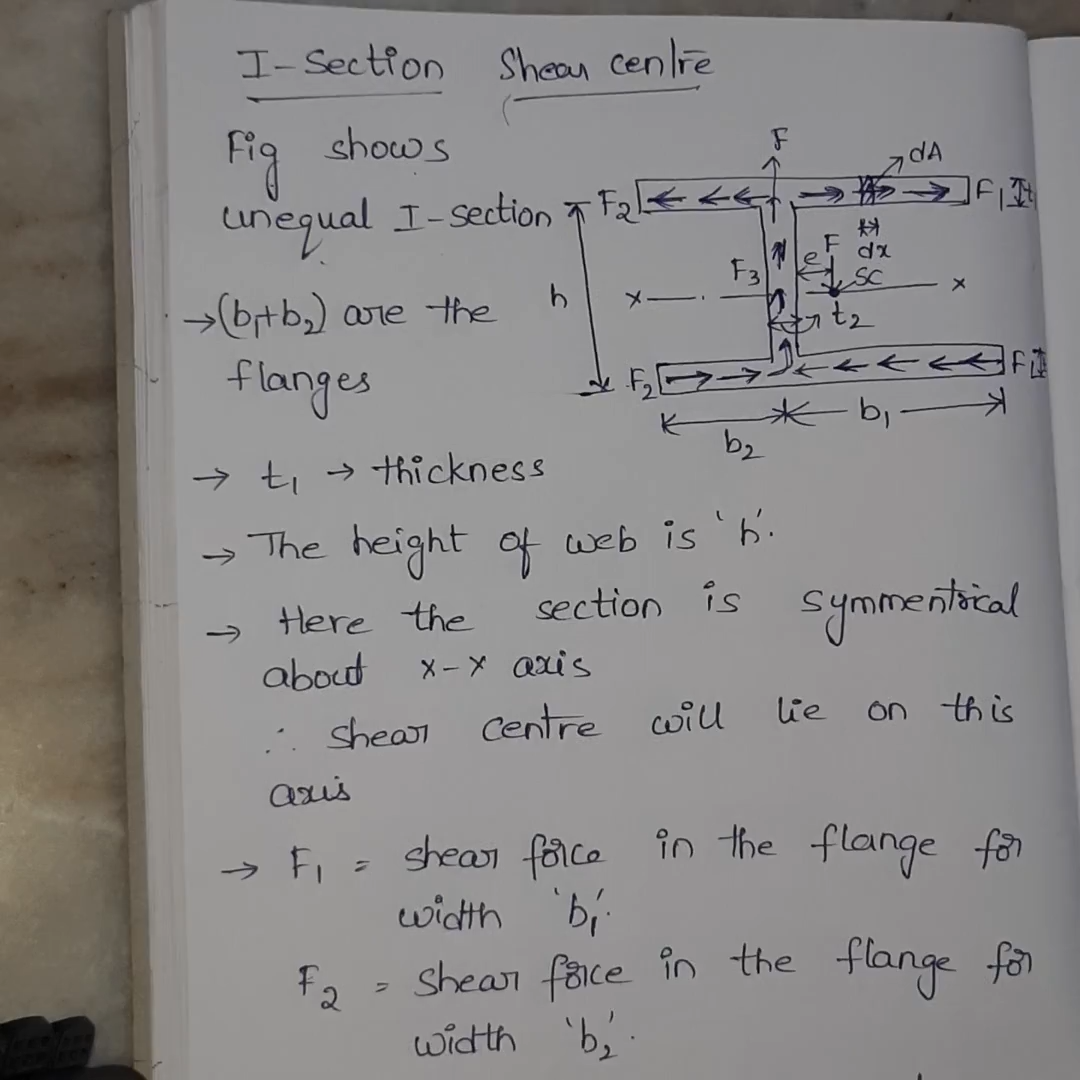 I-Section Shear centre
Fig shows
unequal I-section
F
dA
F2
F1 t1
h
F3
e F
dx
SC
x
x
t2
F2
F1
b2
b1
→(b1+b2) are the
flanges
→ t1 → thickness
→ The height of web is 'h'.
→ Here the section is symmentrical
about x-x axis
∴ shear centre will lie on this
axis
→ F1 = shear force in the flange for
width 'b1'.
F2 = shear force in the flange for
width 'b2'.